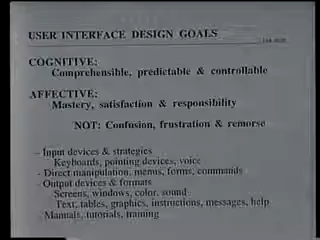 USER INTERFACE DESIGN GOALS
COGNITIVE:
Comprehensible, predictable & controllable
AFFECTIVE:
Mastery, satisfaction & responsibility
NOT: Confusion, frustration & remorse
- Input devices & strategies
Keyboards, pointing devices, voice
- Direct manipulation, menus, forms, commands
- Output devices & formats
Screens, windows, color, sound
Text, tables, graphics, instructions, messages, help
- Manuals, tutorials, training